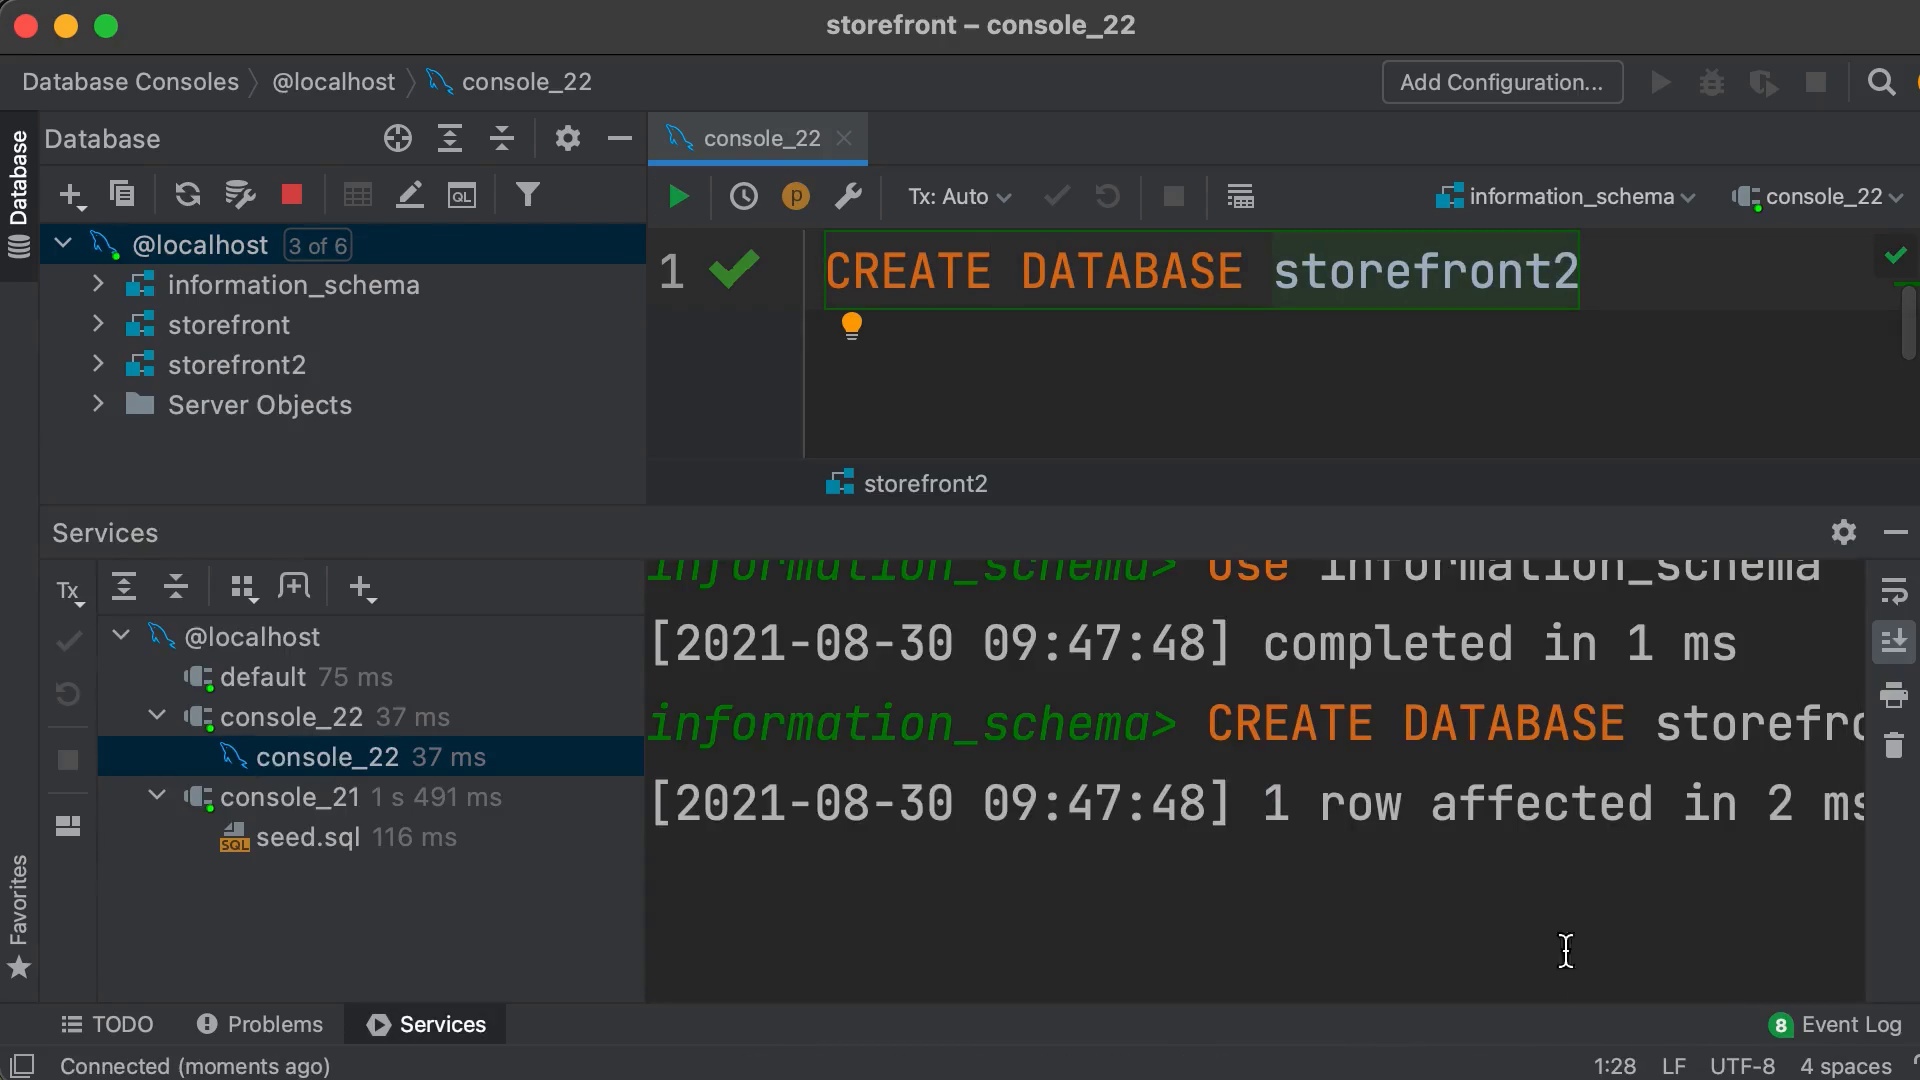 storefront – console_22
Database Consoles @localhost console_22 Add Configuration...
Database
Database
console_22
Tx: Auto information_schema console_22
@localhost 3 of 6
information_schema
storefront
storefront2
Server Objects
1 CREATE DATABASE storefront2
storefront2
Services
Tx
@localhost
default 75 ms
console_22 37 ms
console_22 37 ms
console_21 1 s 491 ms
SQL seed.sql 116 ms
information_schema> use information_schema
[2021-08-30 09:47:48] completed in 1 ms
information_schema> CREATE DATABASE storefro
[2021-08-30 09:47:48] 1 row affected in 2 ms
Favorites
TODO Problems Services 8 Event Log
Connected (moments ago) 1:28 LF UTF-8 4 spaces